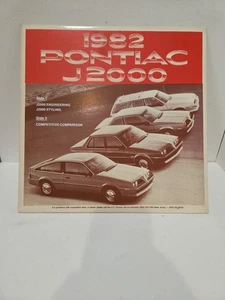 1982
PONTIAC
J2000
Side 1
J2000 ENGINEERING
J2000 STYLING
Side 2
COMPETITIVE COMPARISON